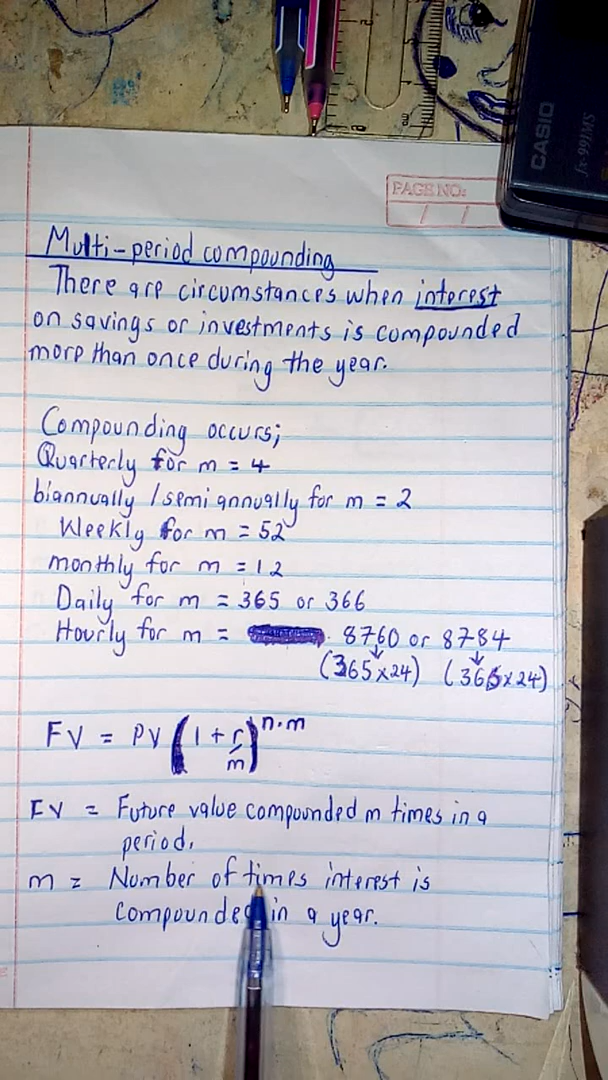 CASIO
fx-991MS
PAGE NO:
Multi-period compounding
There are circumstances when interest
on savings or investments is compounded
more than once during the year.
Compounding occurs;
Quarterly for m = 4
biannually / semi annually for m = 2
Weekly for m = 52
monthly for m = 12
Daily for m = 365 or 366
Hourly for m = 8760 or 8784
(365x24) (366x24)
FV = PV (1 + r/m)^n.m
FV = Future value compounded m times in a
period.
m = Number of times interest is
compounded in a year.